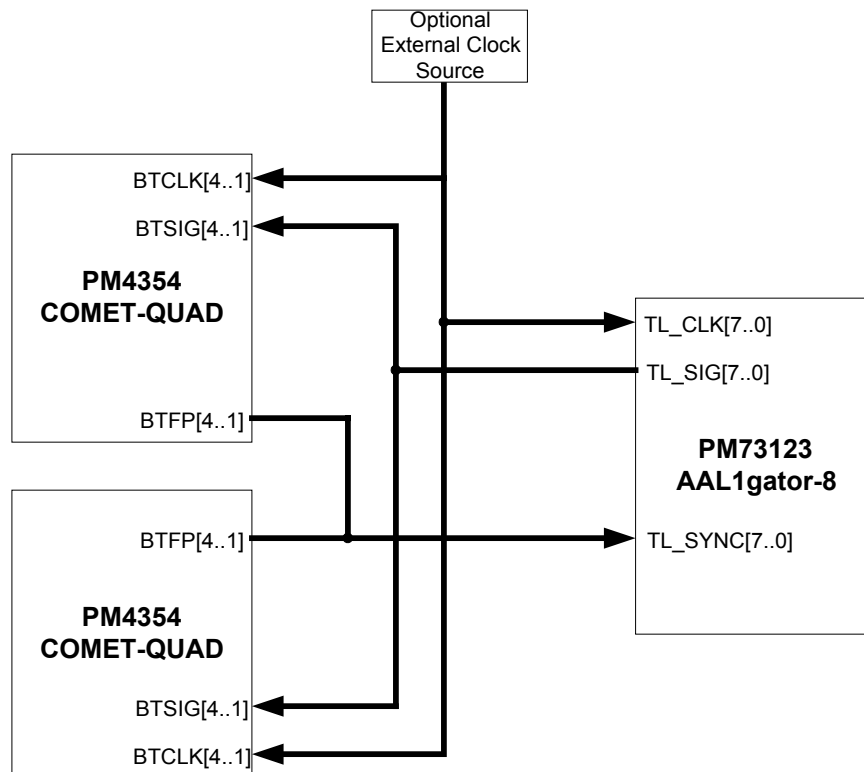 Optional
External Clock
Source
BTCLK[4..1]
BTSIG[4..1]
PM4354
COMET-QUAD
BTFP[4..1]
TL_CLK[7..0]
TL_SIG[7..0]
PM73123
AAL1gator-8
TL_SYNC[7..0]
BTFP[4..1]
PM4354
COMET-QUAD
BTSIG[4..1]
BTCLK[4..1]